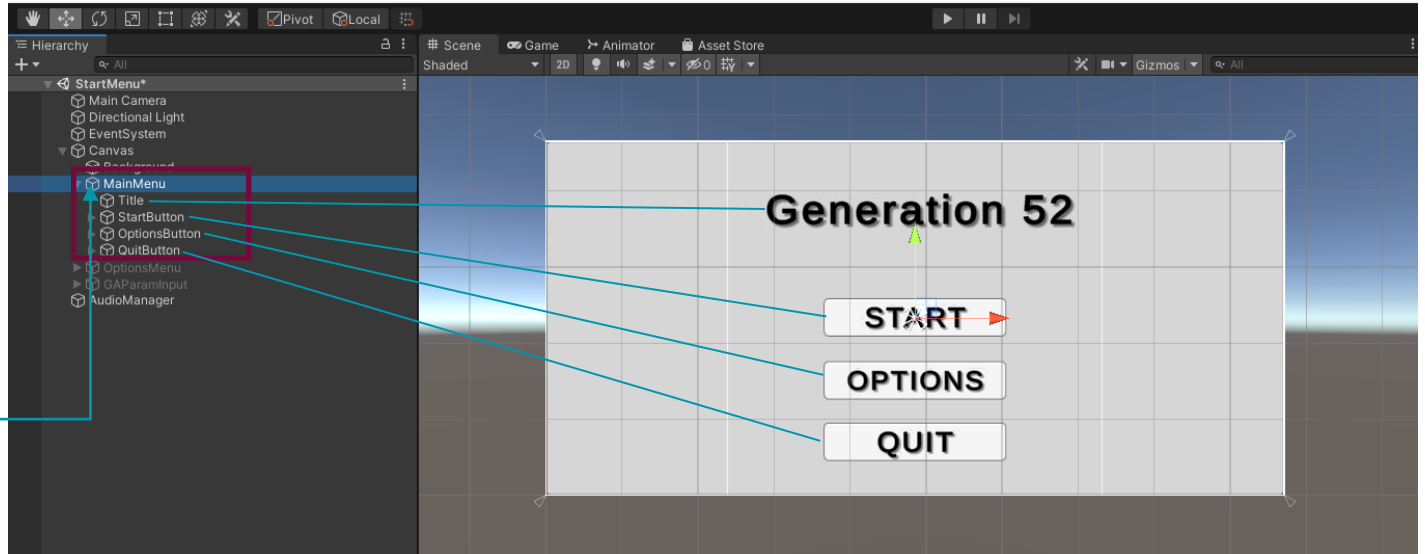 Pivot Local
Hierarchy
All
StartMenu*
Main Camera
Directional Light
EventSystem
Canvas
Background
MainMenu
Title
StartButton
OptionsButton
QuitButton
OptionsMenu
GAParamInput
AudioManager
Scene Game Animator Asset Store
Shaded 2D 0 Gizmos All
Generation 52
START
OPTIONS
QUIT